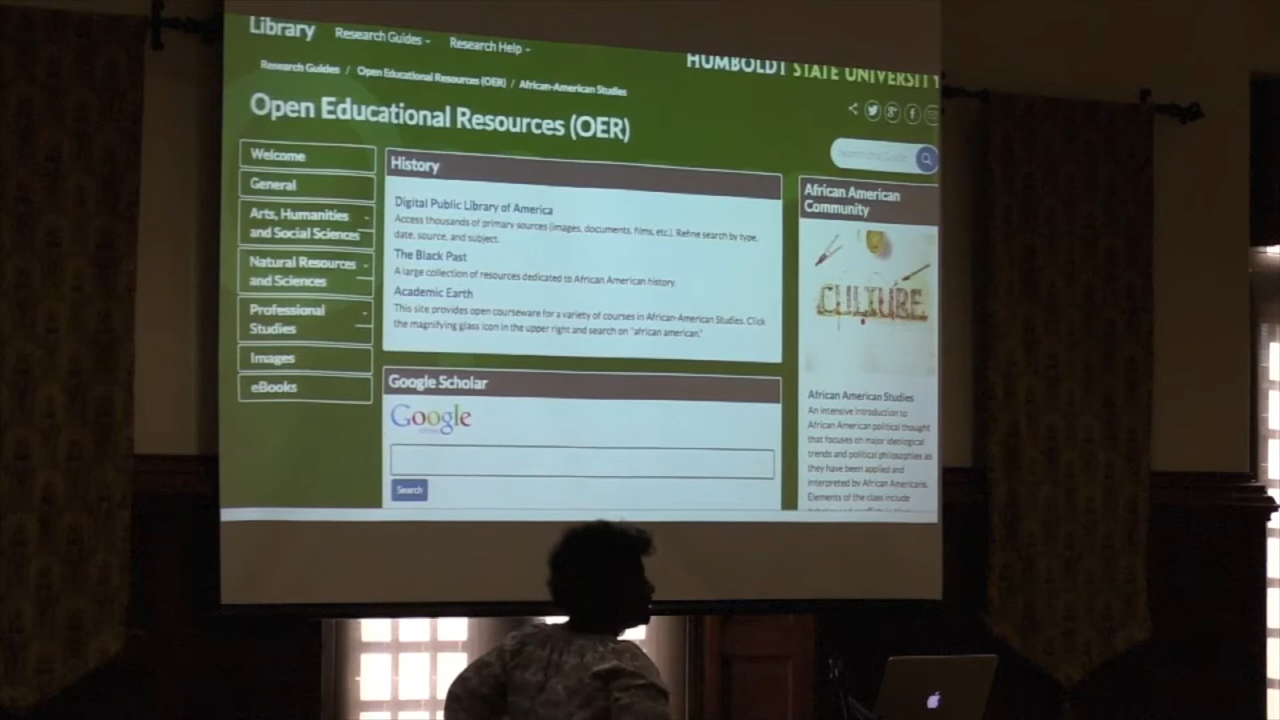 Library
Research Guides
Research Help
HUMBOLDT STATE UNIVERSITY
Research Guides / Open Educational Resources (OER) / African-American Studies
Open Educational Resources (OER)
Welcome
General
Arts, Humanities
and Social Sciences
Natural Resources
and Sciences
Professional
Studies
Images
eBooks
History
Digital Public Library of America
Access thousands of primary sources (images, documents, films, etc.). Refine search by type,
date, source, and subject.
The Black Past
A large collection of resources dedicated to African American history.
Academic Earth
This site provides open courseware for a variety of courses in African-American Studies. Click
the magnifying glass icon in the upper right and search on "african american."
Google Scholar
Google
Search
African American
Community
CULTURE
African American Studies
An intensive introduction to
African American political thought
that focuses on major ideological
trends and political philosophies as
they have been applied and
interpreted by African Americans.
Elements of the class include